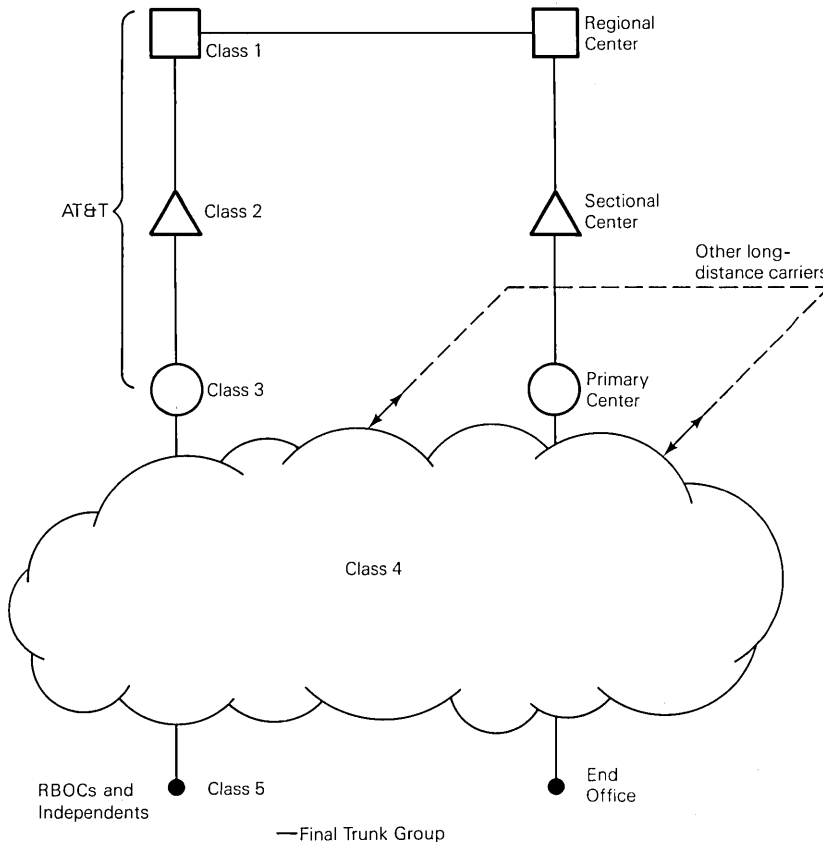 Class 1
Regional
Center
AT&T
Class 2
Sectional
Center
Other long-
distance carriers
Class 3
Primary
Center
Class 4
RBOCs and
Independents
Class 5
End
Office
—Final Trunk Group